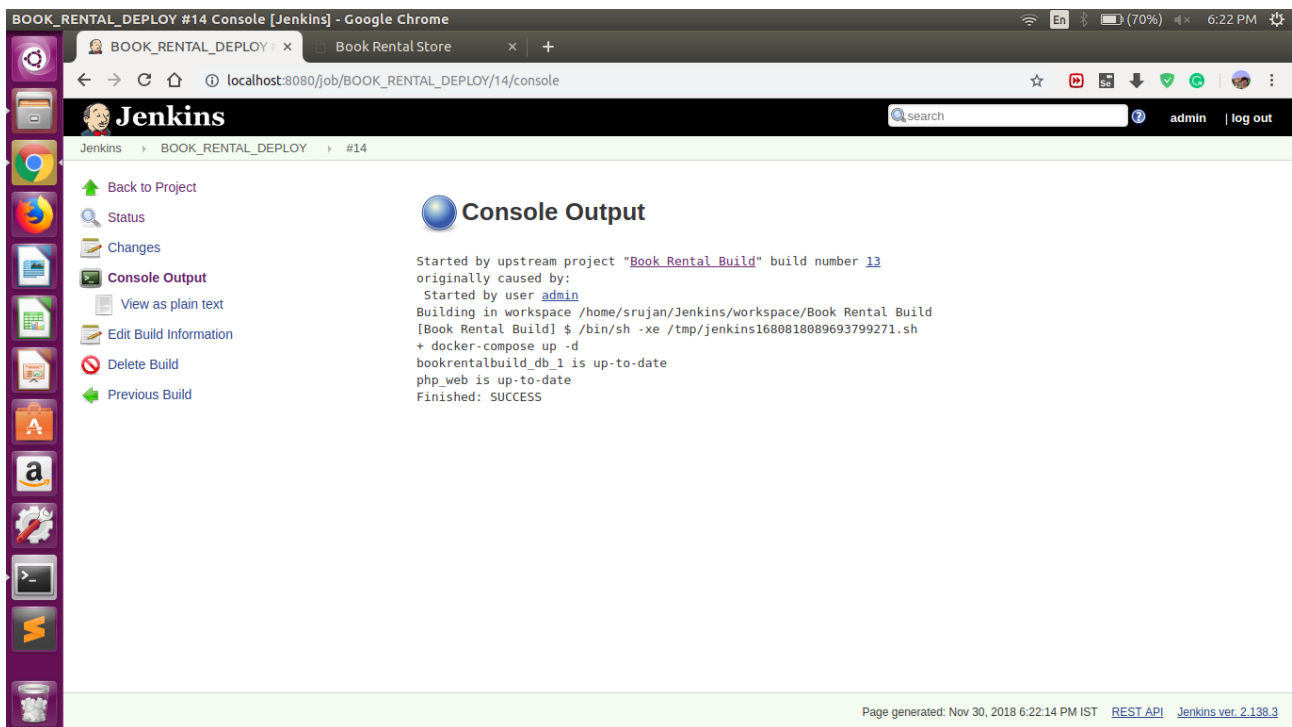 BOOK_RENTAL_DEPLOY #14 Console [Jenkins] - Google Chrome
En
(70%)
6:22 PM
BOOK_RENTAL_DEPLOY
Book Rental Store
localhost:8080/job/BOOK_RENTAL_DEPLOY/14/console
Se
Jenkins
search
admin
| log out
Jenkins
BOOK_RENTAL_DEPLOY
#14
Back to Project
Status
Changes
Console Output
View as plain text
Edit Build Information
Delete Build
Previous Build
Console Output
Started by upstream project "Book Rental Build" build number 13
originally caused by:
Started by user admin
Building in workspace /home/srujan/Jenkins/workspace/Book Rental Build
[Book Rental Build] $ /bin/sh -xe /tmp/jenkins1680818089693799271.sh
+ docker-compose up -d
bookrentalbuild_db_1 is up-to-date
php_web is up-to-date
Finished: SUCCESS
Page generated: Nov 30, 2018 6:22:14 PM IST REST API Jenkins ver. 2.138.3